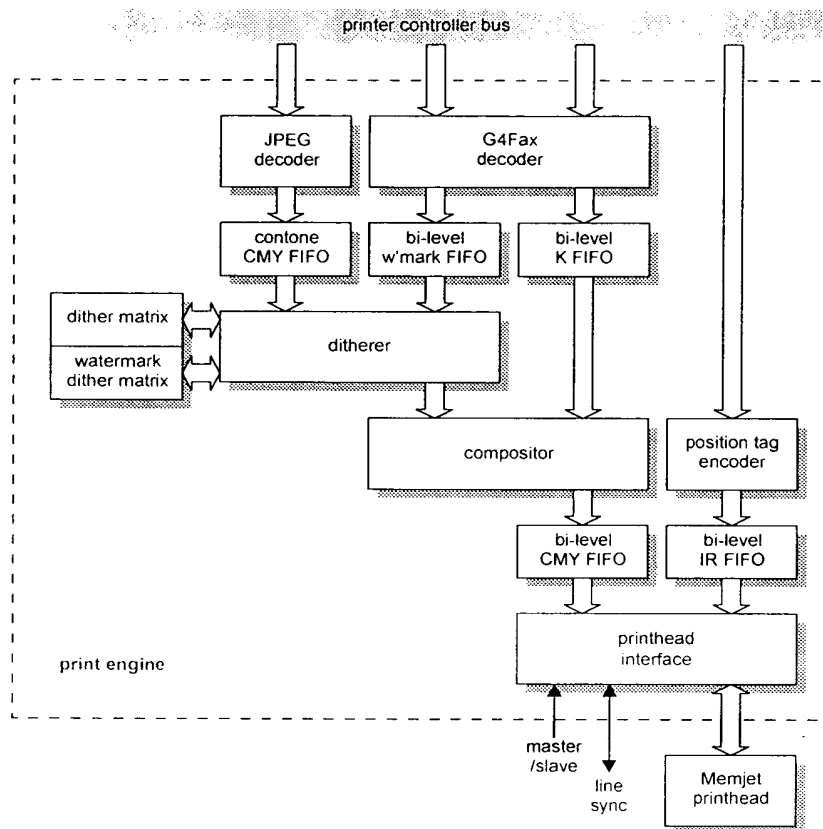 printer controller bus
JPEG
decoder
G4Fax
decoder
contone
CMY FIFO
bi-level
w'mark FIFO
bi-level
K FIFO
dither matrix
watermark
dither matrix
ditherer
compositor
position tag
encoder
bi-level
CMY FIFO
bi-level
IR FIFO
print engine
printhead
interface
master
/slave
line
sync
Memjet
printhead